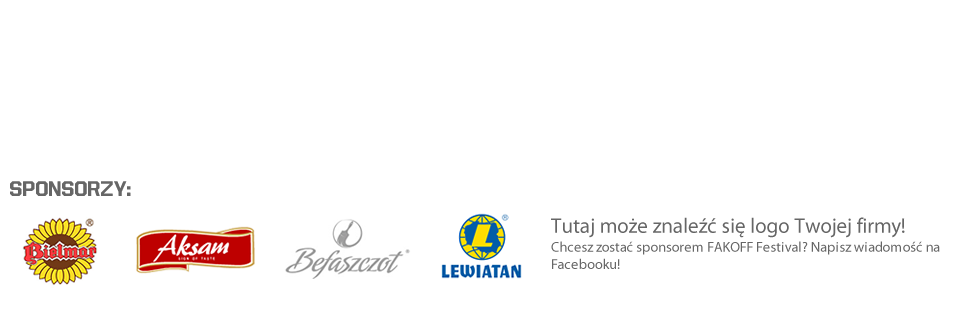 SPONSORZY:
Bielmar ®
Aksam
SIGN OF TASTE
Befaszczot ®
L ®
LEWIATAN
Tutaj może znaleźć się logo Twojej firmy!
Chcesz zostać sponsorem FAKOFF Festival? Napisz wiadomość na
Facebooku!